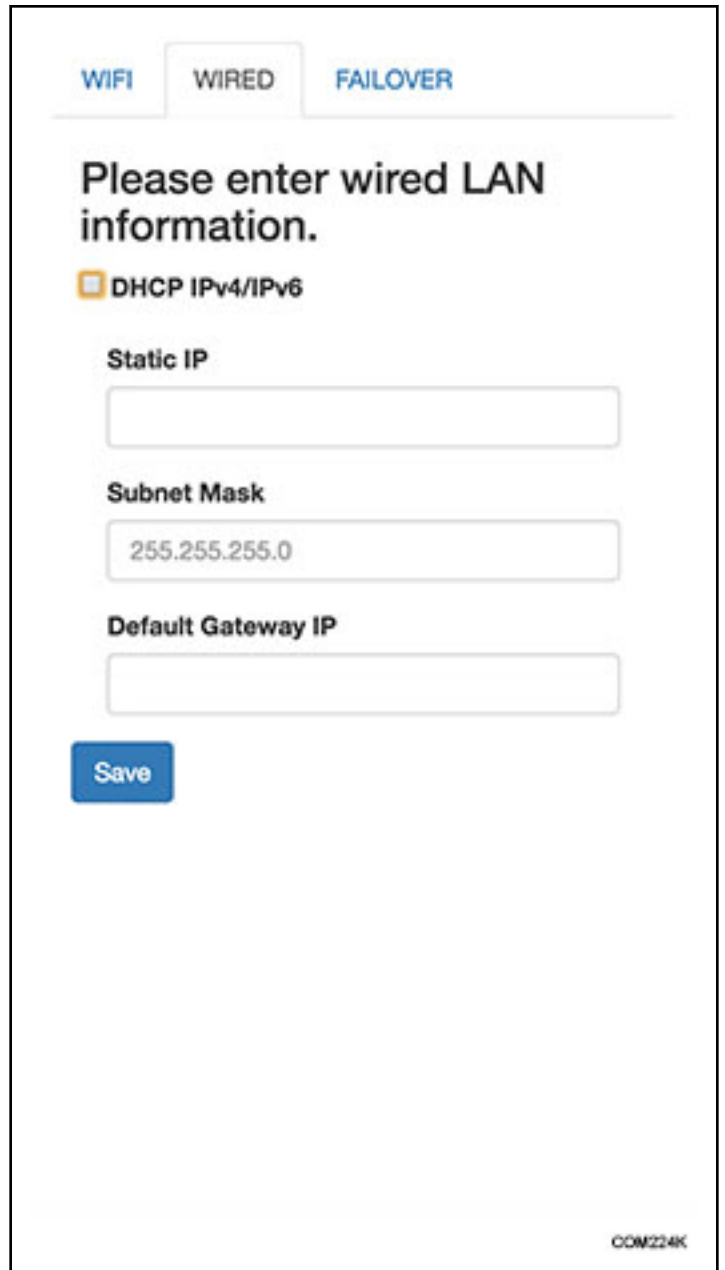 WIFI WIRED FAILOVER
Please enter wired LAN
information.
DHCP IPv4/IPv6
Static IP
Subnet Mask
255.255.255.0
Default Gateway IP
Save
COM224K